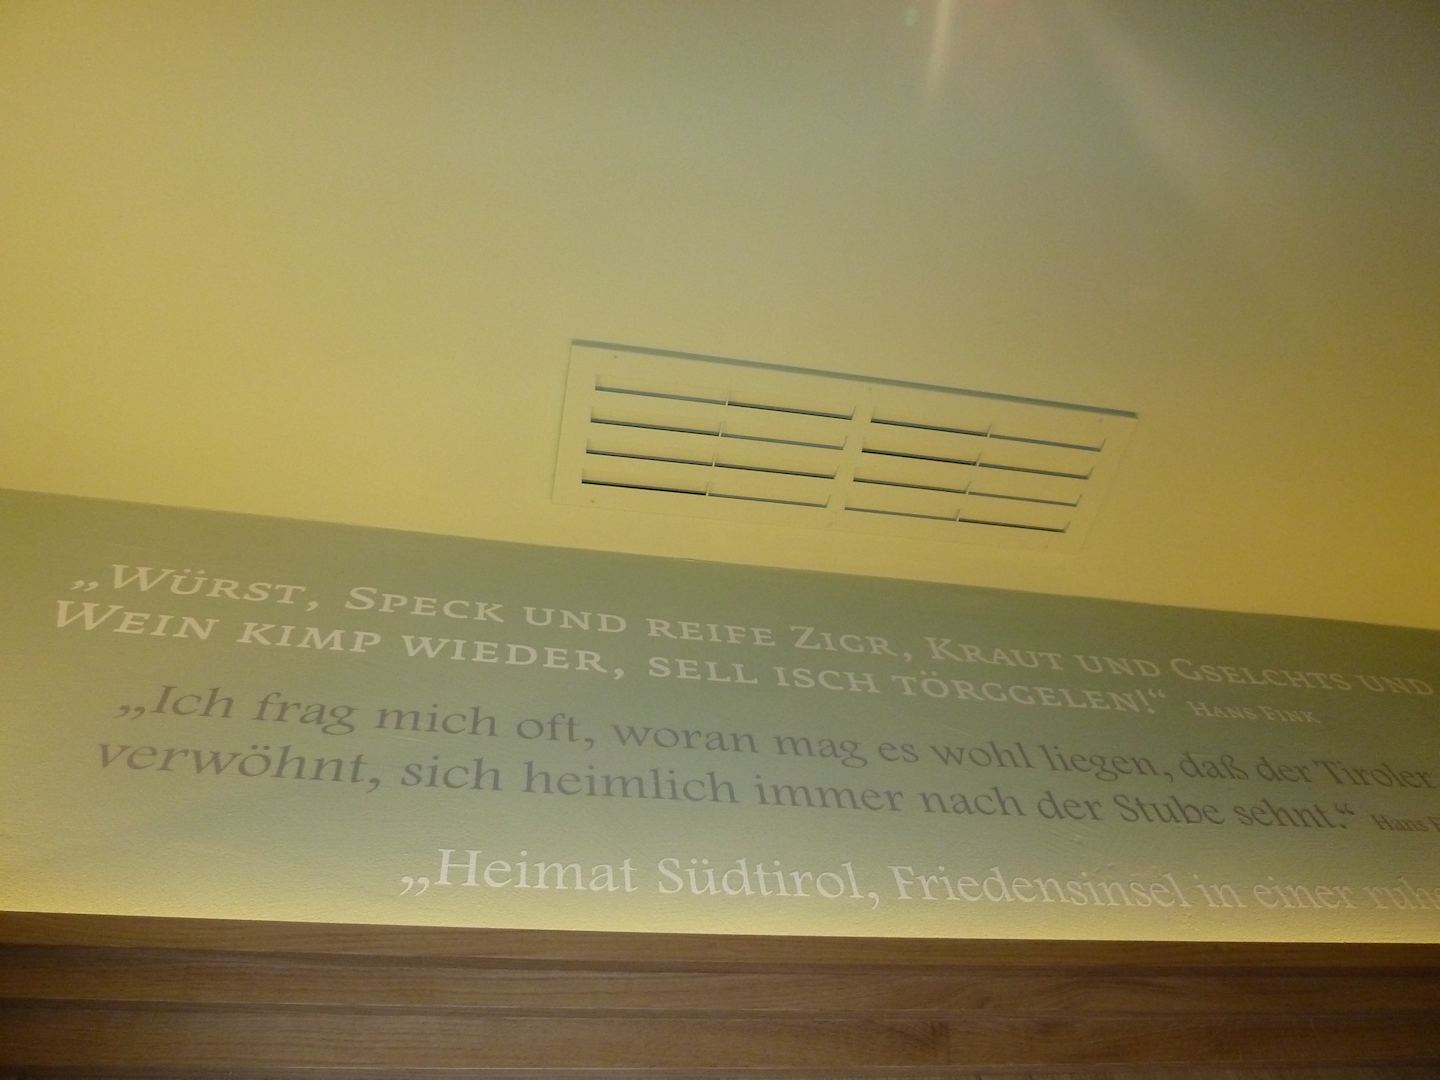 „Würst, Speck und reife Zigr, Kraut und Gselchts und
Wein kimp wieder, sell isch törggelen!“ Hans Fink
„Ich frag mich oft, woran mag es wohl liegen, daß der Tiroler
verwöhnt, sich heimlich immer nach der Stube sehnt.“ Hans
„Heimat Südtirol, Friedensinsel in einer